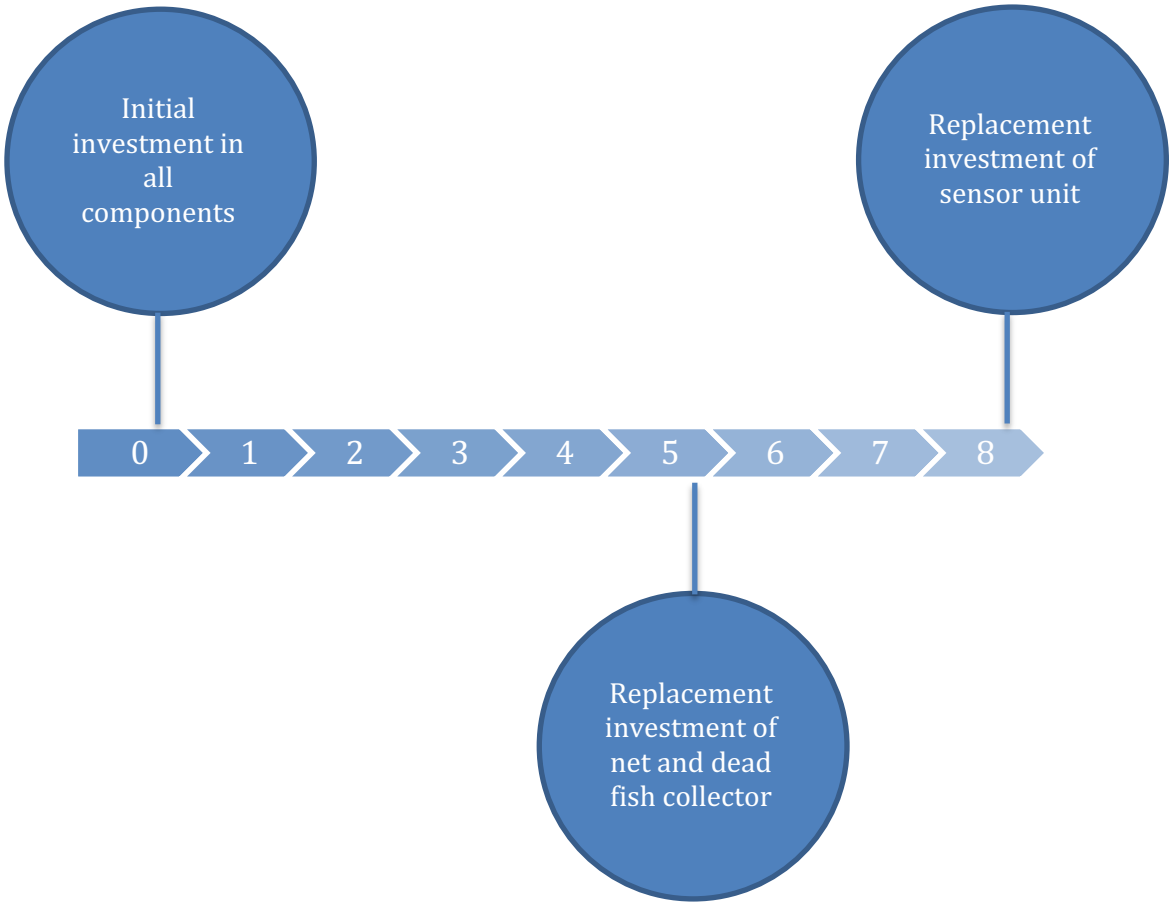 Initial
investment in
all
components
Replacement
investment of
sensor unit
0 1 2 3 4 5 6 7 8
Replacement
investment of
net and dead
fish collector